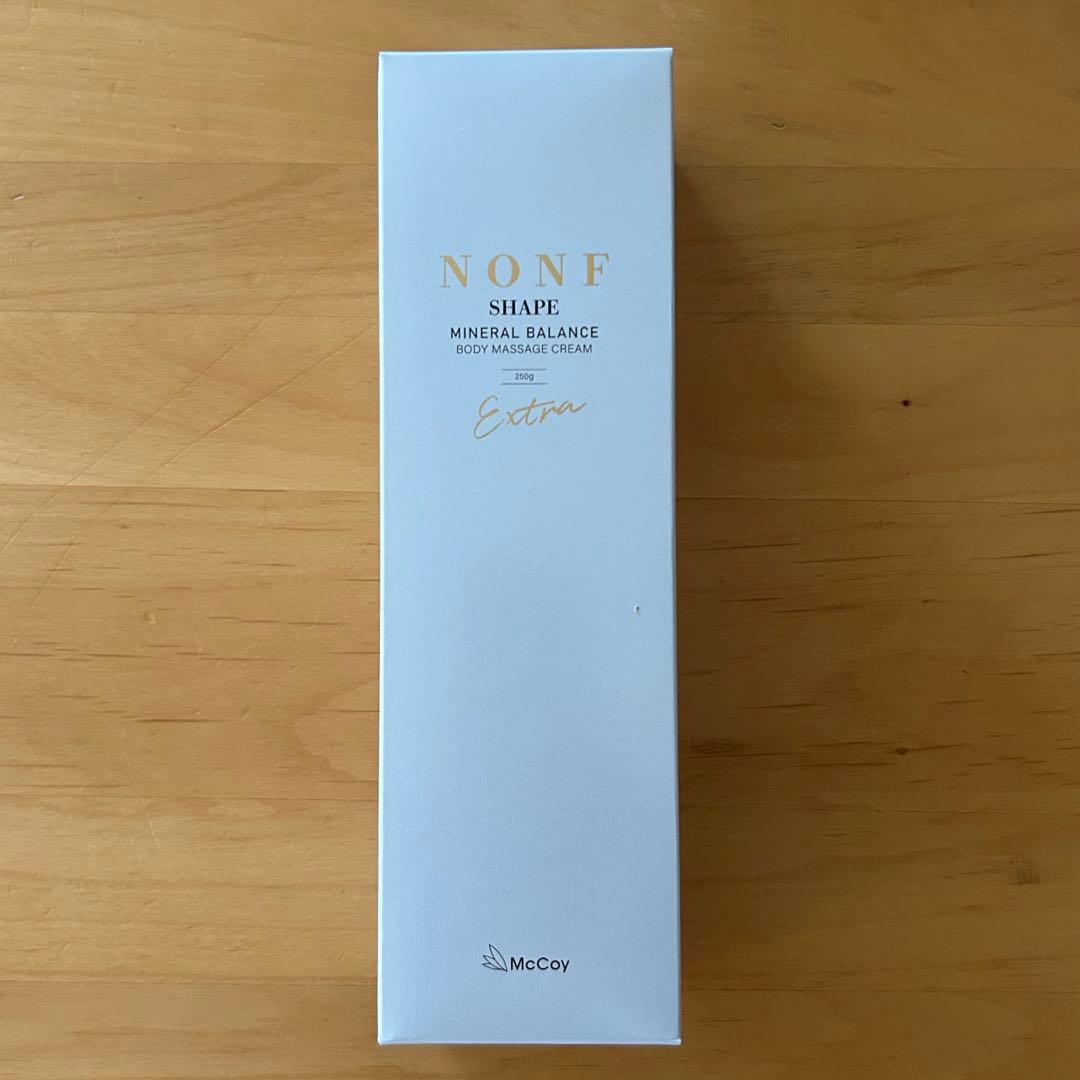 NONF
SHAPE
MINERAL BALANCE
BODY MASSAGE CREAM
250g
Extra
McCoy